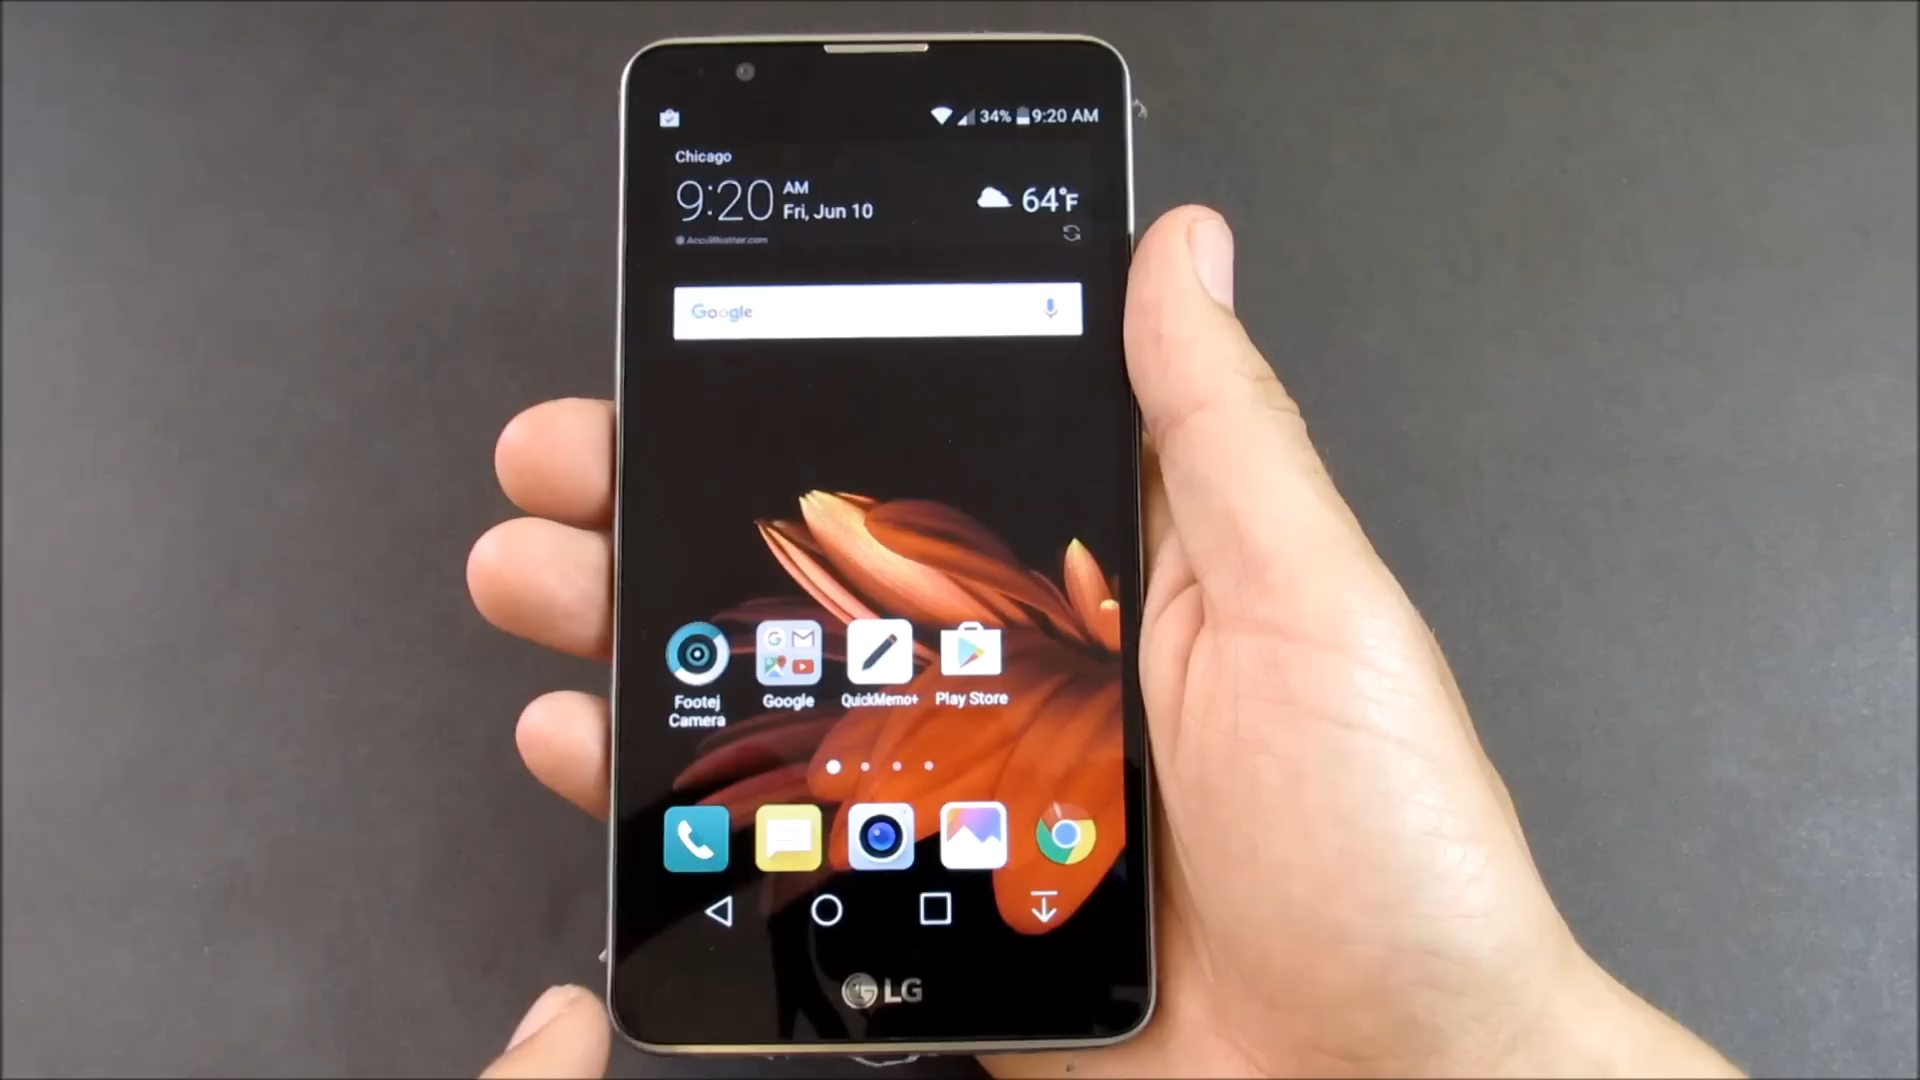 34% 9:20 AM
Chicago
9:20 AM
Fri, Jun 10
64°F
AccuWeather.com
Google
Footej Camera
Google
QuickMemo+
Play Store
LG